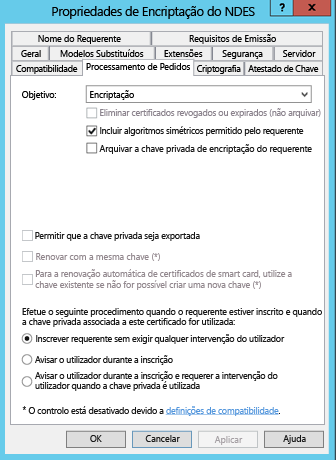 Propriedades de Encriptação do NDES
Nome do Requerente Requisitos de Emissão
Geral Modelos Substituídos Extensões Segurança Servidor
Compatibilidade Processamento de Pedidos Criptografia Atestado de Chave
Objetivo: Encriptação
Eliminar certificados revogados ou expirados (não arquivar)
Incluir algoritmos simétricos permitido pelo requerente
Arquivar a chave privada de encriptação do requerente
Permitir que a chave privada seja exportada
Renovar com a mesma chave (*)
Para a renovação automática de certificados de smart card, utilize a
chave existente se não for possível criar uma nova chave (*)
Efetue o seguinte procedimento quando o requerente estiver inscrito e quando
a chave privada associada a este certificado for utilizada:
Inscrever requerente sem exigir qualquer intervenção do utilizador
Avisar o utilizador durante a inscrição
Avisar o utilizador durante a inscrição e requerer a intervenção do
utilizador quando a chave privada é utilizada
* O controlo está desativado devido a definições de compatibilidade.
OK Cancelar Aplicar Ajuda